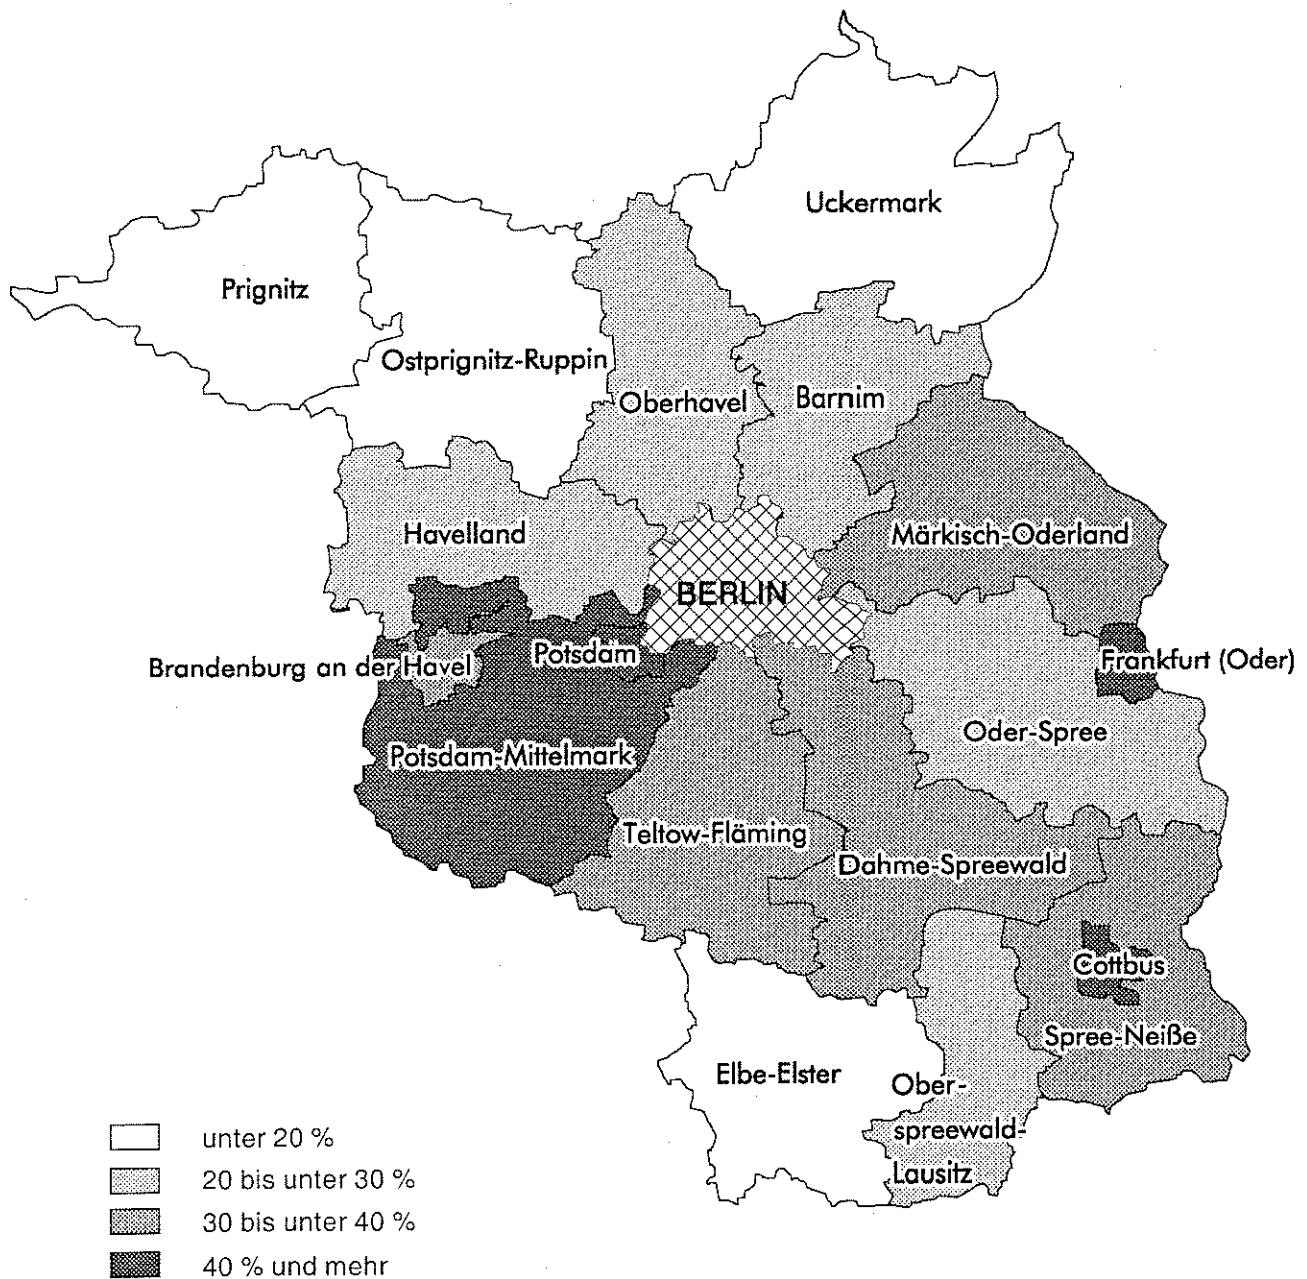 Uckermark
Prignitz
Ostprignitz-Ruppin
Oberhavel
Barnim
Havelland
Märkisch-Oderland
BERLIN
Brandenburg an der Havel
Potsdam
Frankfurt (Oder)
Oder-Spree
Potsdam-Mittelmark
Teltow-Fläming
Dahme-Spreewald
Cottbus
Spree-Neiße
Elbe-Elster
Ober-
spreewald-
Lausitz
unter 20 %
20 bis unter 30 %
30 bis unter 40 %
40 % und mehr